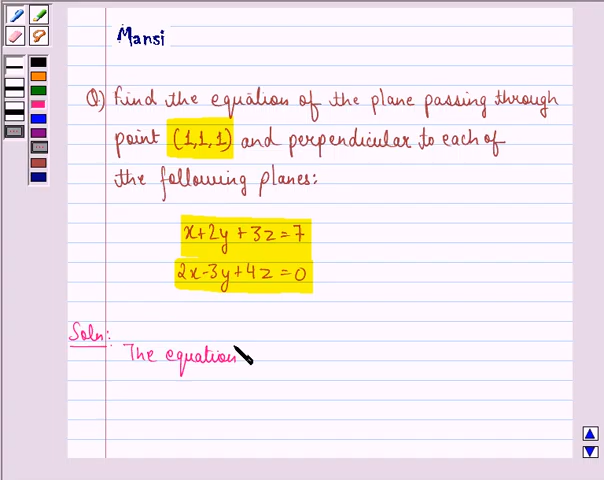 Mansi
Q) Find the equation of the plane passing through
point (1,1,1) and perpendicular to each of
the following planes:
x+2y+3z=7
2x-3y+4z=0
Soln:
The equation